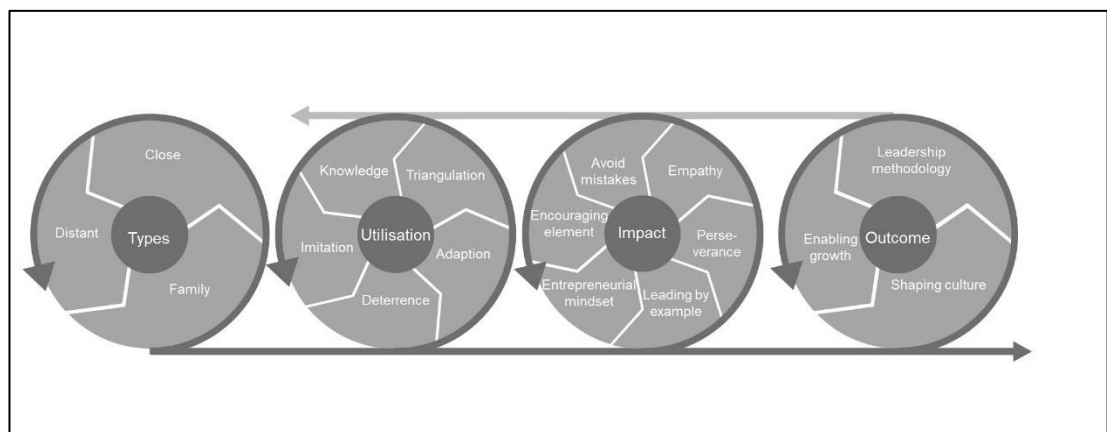 Close
Distant
Types
Family
Knowledge
Triangulation
Imitation
Utilisation
Adaption
Deterrence
Avoid
mistakes
Empathy
Encouraging
element
Impact
Perse-
verance
Entrepreneurial
mindset
Leading by
example
Leadership
methodology
Enabling
growth
Outcome
Shaping culture